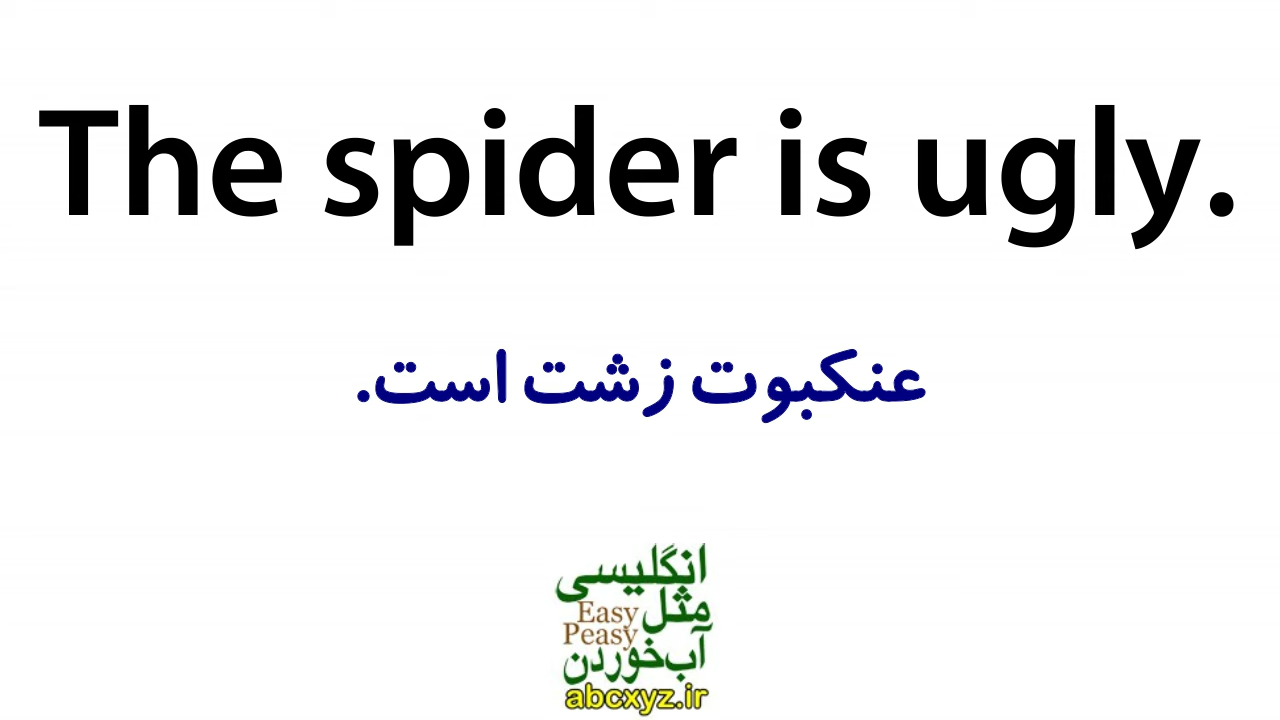 The spider is ugly.
عنکبوت زشت است.
انگلیسی
مثل Easy
Peasy
آب‌خوردن
abcxyz.ir